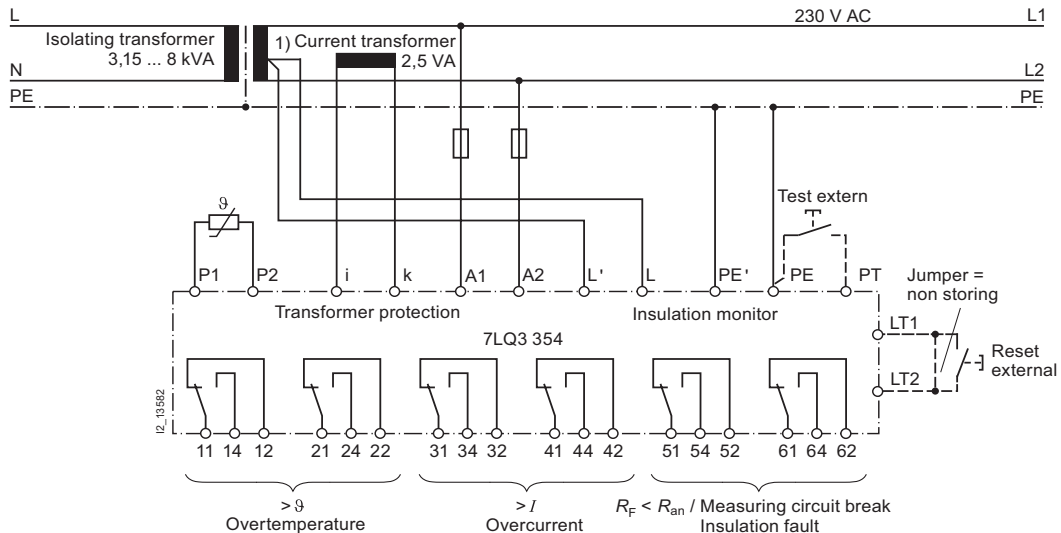 L
230 V AC
L1
Isolating transformer
3,15 ... 8 kVA
1) Current transformer
2,5 VA
N
L2
PE
PE
ϑ
Test extern
P1
P2
i
k
A1
A2
L'
L
PE'
PE
PT
Jumper =
non storing
Transformer protection
Insulation monitor
7LQ3 354
LT1
Reset
external
LT2
I2_13582
11 14 12
21 24 22
31 34 32
41 44 42
51 54 52
61 64 62
> ϑ
Overtemperature
> I
Overcurrent
RF < Ran / Measuring circuit break
Insulation fault